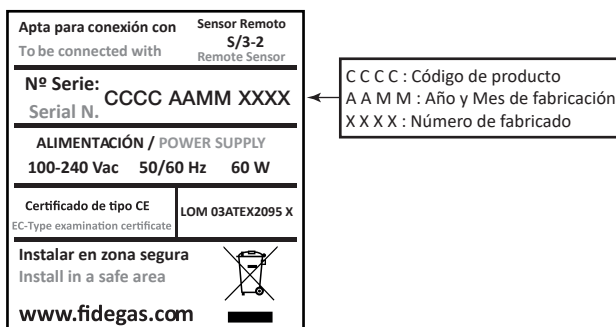 Apta para conexión con
To be connected with
Sensor Remoto
S/3-2
Remote Sensor
Nº Serie:
Serial N.
CCCC AAMM XXXX
ALIMENTACIÓN / POWER SUPPLY
100-240 Vac 50/60 Hz 60 W
Certificado de tipo CE
EC-Type examination certificate
LOM 03ATEX2095 X
Instalar en zona segura
Install in a safe area
www.fidegas.com
C C C C : Código de producto
A A M M : Año y Mes de fabricación
X X X X : Número de fabricado